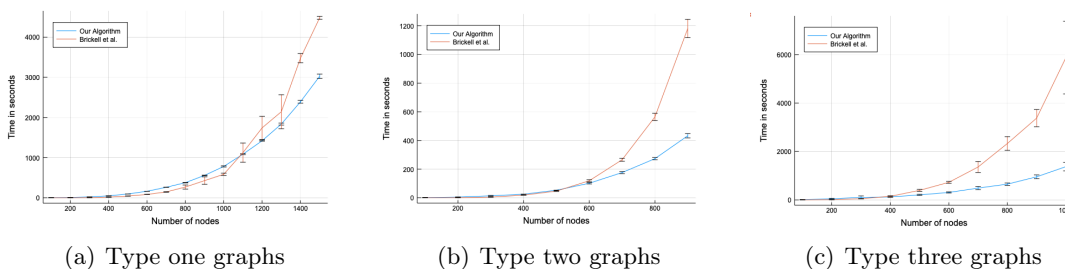 Our Algorithm
Brickell et al.
Time in seconds
4000
3000
2000
1000
0
200
400
600
800
1000
1200
1400
Number of nodes
(a) Type one graphs
Our Algorithm
Brickell et al.
Time in seconds
1200
1000
800
600
400
200
0
200
400
600
800
Number of nodes
(b) Type two graphs
Our Algorithm
Brickell et al.
Time in seconds
6000
4000
2000
0
200
400
600
800
Number of nodes
(c) Type three graphs